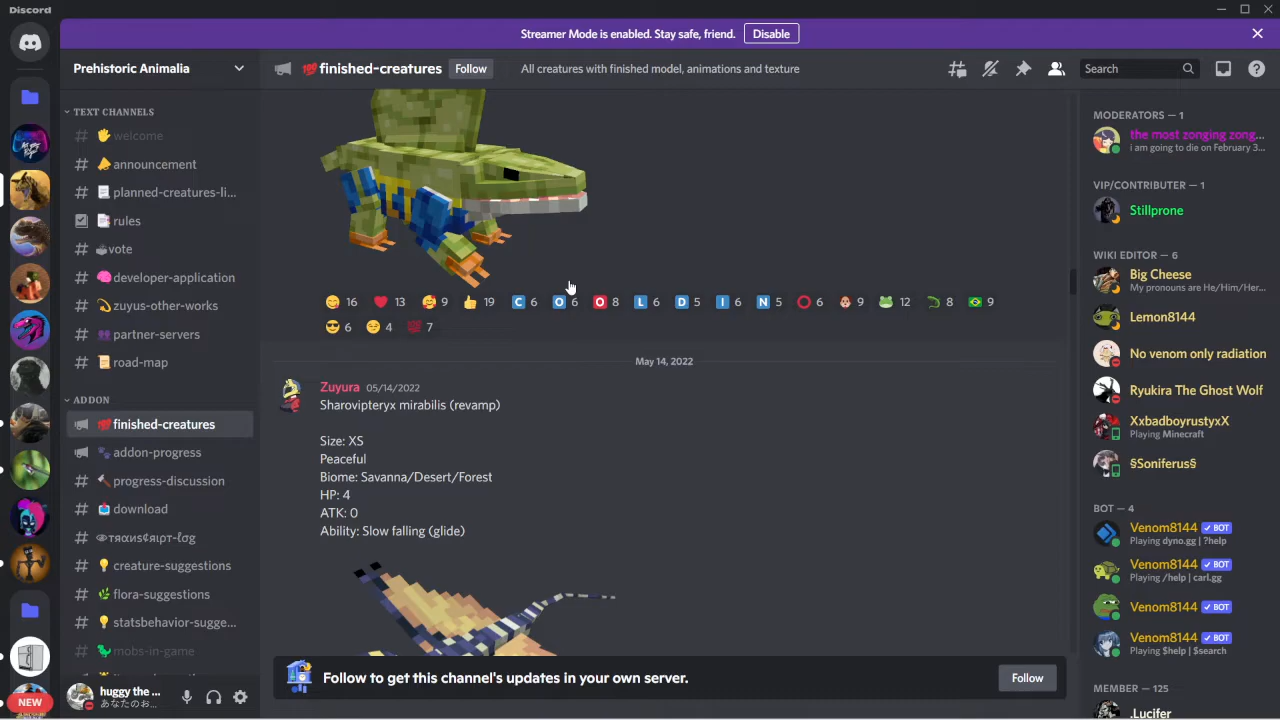 Discord
Streamer Mode is enabled. Stay safe, friend. Disable
Prehistoric Animalia
finished-creatures Follow All creatures with finished model, animations and texture
Search
TEXT CHANNELS
welcome
announcement
planned-creatures-li...
rules
vote
developer-application
zuyus-other-works
partner-servers
road-map
ADDON
finished-creatures
addon-progress
progress-discussion
download
creature-suggestions
flora-suggestions
statsbehavior-sugge...
mobs-in-game
NEW
huggy the ...
あなたのお...
16 13 9 19 C 6 O 6 O 8 L 6 D 5 I 6 N 5 6 9 12 8 9
6 4 7
May 14, 2022
Zuyura 05/14/2022
Sharovipteryx mirabilis (revamp)
Size: XS
Peaceful
Biome: Savanna/Desert/Forest
HP: 4
ATK: 0
Ability: Slow falling (glide)
Follow to get this channel's updates in your own server. Follow
MODERATORS — 1
the most zonging zong...
i am going to die on February 3...
VIP/CONTRIBUTER — 1
Stillprone
WIKI EDITOR — 6
Big Cheese
My pronouns are He/Him/Her...
Lemon8144
No venom only radiation
Ryukira The Ghost Wolf
XxbadboyrustyxX
Playing Minecraft
§Soniferus§
BOT — 4
Venom8144 BOT
Playing dyno.gg | ?help
Venom8144 BOT
Playing /help | carl.gg
Venom8144 BOT
Venom8144 BOT
Playing $help | $search
MEMBER — 125
.Lucifer